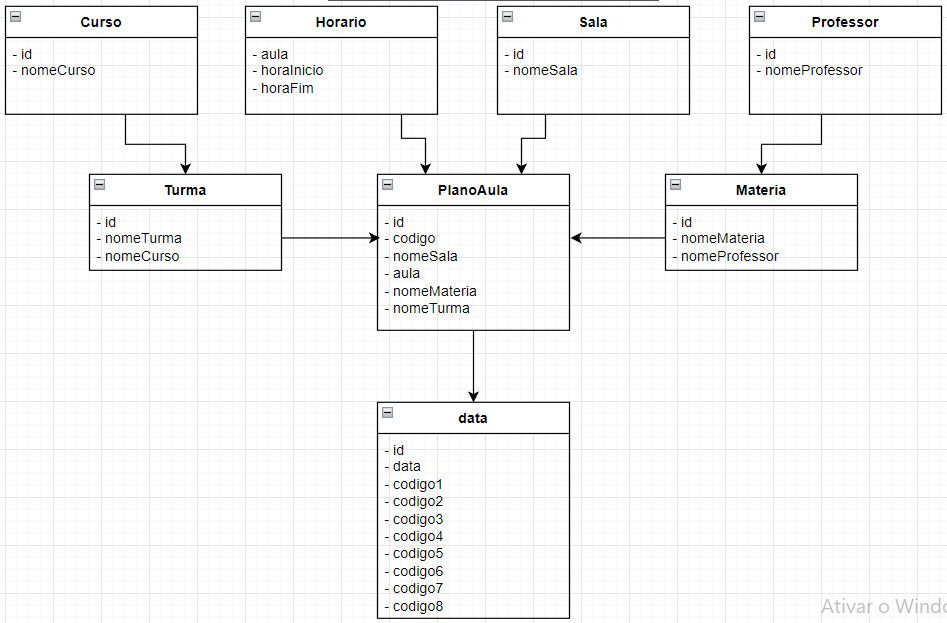 Curso
- id
- nomeCurso
Horario
- aula
- horaInicio
- horaFim
Sala
- id
- nomeSala
Professor
- id
- nomeProfessor
Turma
- id
- nomeTurma
- nomeCurso
PlanoAula
- id
- codigo
- nomeSala
- aula
- nomeMateria
- nomeTurma
Materia
- id
- nomeMateria
- nomeProfessor
data
- id
- data
- codigo1
- codigo2
- codigo3
- codigo4
- codigo5
- codigo6
- codigo7
- codigo8
Ativar o Windo